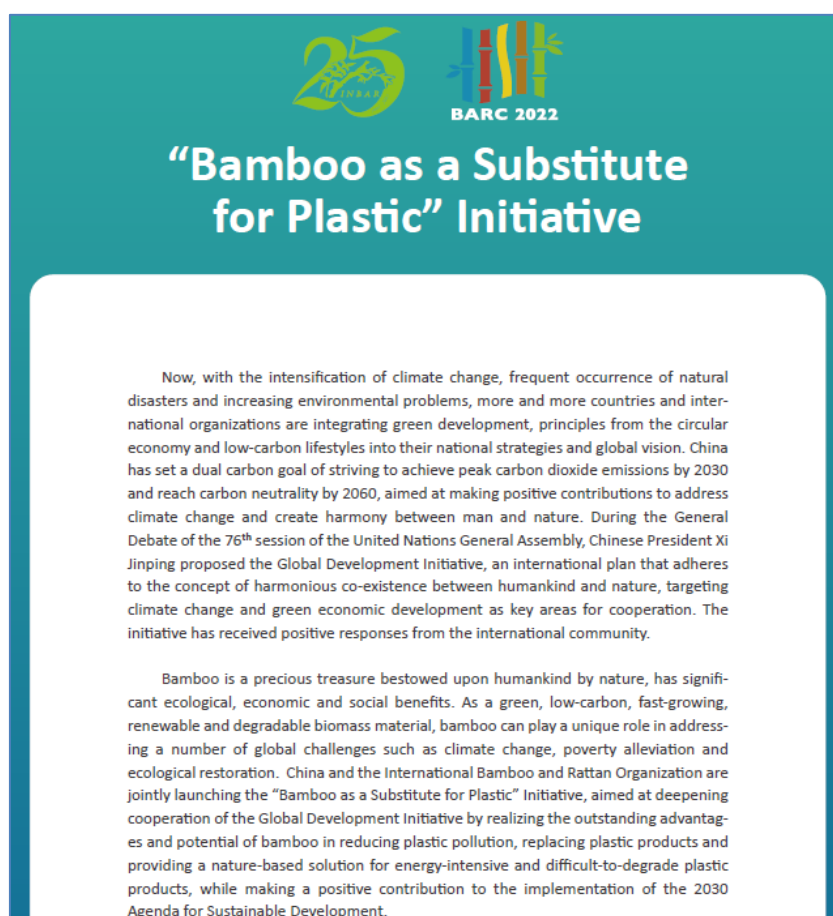 25
INBAR
BARC 2022
“Bamboo as a Substitute
for Plastic” Initiative
Now, with the intensification of climate change, frequent occurrence of natural
disasters and increasing environmental problems, more and more countries and inter-
national organizations are integrating green development, principles from the circular
economy and low-carbon lifestyles into their national strategies and global vision. China
has set a dual carbon goal of striving to achieve peak carbon dioxide emissions by 2030
and reach carbon neutrality by 2060, aimed at making positive contributions to address
climate change and create harmony between man and nature. During the General
Debate of the 76th session of the United Nations General Assembly, Chinese President Xi
Jinping proposed the Global Development Initiative, an international plan that adheres
to the concept of harmonious co-existence between humankind and nature, targeting
climate change and green economic development as key areas for cooperation. The
initiative has received positive responses from the international community.
Bamboo is a precious treasure bestowed upon humankind by nature, has signifi-
cant ecological, economic and social benefits. As a green, low-carbon, fast-growing,
renewable and degradable biomass material, bamboo can play a unique role in address-
ing a number of global challenges such as climate change, poverty alleviation and
ecological restoration. China and the International Bamboo and Rattan Organization are
jointly launching the “Bamboo as a Substitute for Plastic” Initiative, aimed at deepening
cooperation of the Global Development Initiative by realizing the outstanding advantag-
es and potential of bamboo in reducing plastic pollution, replacing plastic products and
providing a nature-based solution for energy-intensive and difficult-to-degrade plastic
products, while making a positive contribution to the implementation of the 2030
Agenda for Sustainable Development.